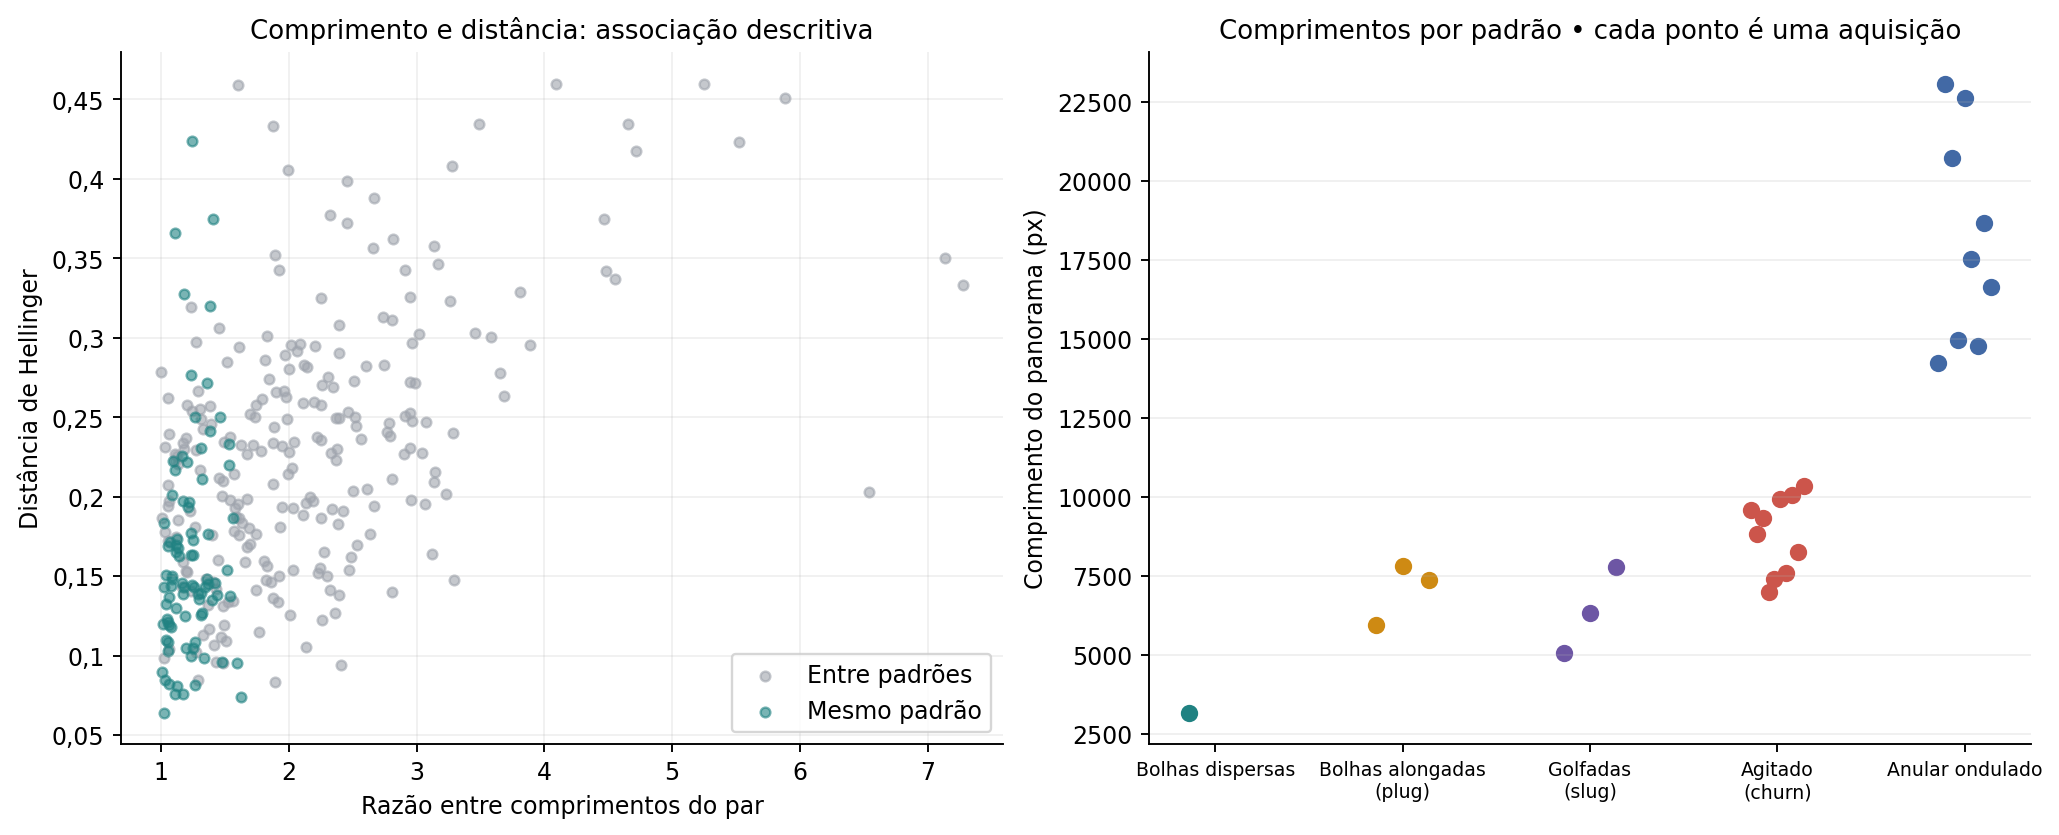 Comprimento e distância: associação descritiva
Distância de Hellinger
0,45
0,4
0,35
0,3
0,25
0,2
0,15
0,1
0,05
1 2 3 4 5 6 7
Razão entre comprimentos do par
Entre padrões
Mesmo padrão
Comprimentos por padrão • cada ponto é uma aquisição
Comprimento do panorama (px)
22500
20000
17500
15000
12500
10000
7500
5000
2500
Bolhas dispersas
Bolhas alongadas
(plug)
Golfadas
(slug)
Agitado
(churn)
Anular ondulado